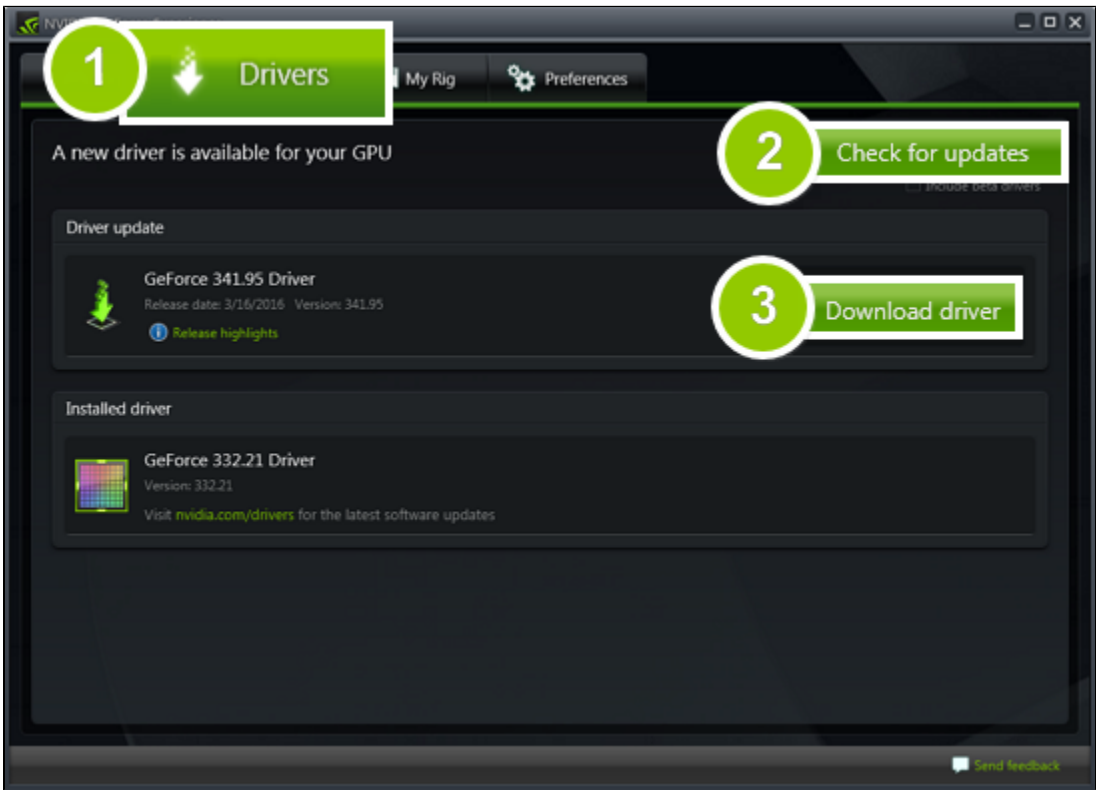 1
Drivers
My Rig
Preferences
A new driver is available for your GPU
2
Check for updates
Include beta drivers
Driver update
GeForce 341.95 Driver
Release date: 3/16/2016 Version: 341.95
Release highlights
3
Download driver
Installed driver
GeForce 332.21 Driver
Version: 332.21
Visit nvidia.com/drivers for the latest software updates
Send feedback